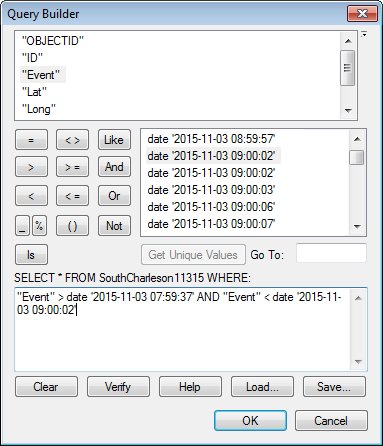 Query Builder
"OBJECTID"
"ID"
"Event"
"Lat"
"Long"
= < > Like
> > = And
< < = Or
_ % ( ) Not
Is
date '2015-11-03 08:59:57'
date '2015-11-03 09:00:02'
date '2015-11-03 09:00:02'
date '2015-11-03 09:00:03'
date '2015-11-03 09:00:06'
date '2015-11-03 09:00:07'
Get Unique Values Go To:
SELECT * FROM SouthCharleson11315 WHERE:
"Event" > date '2015-11-03 07:59:37' AND "Event" < date '2015-11-
03 09:00:02'
Clear Verify Help Load... Save...
OK Cancel